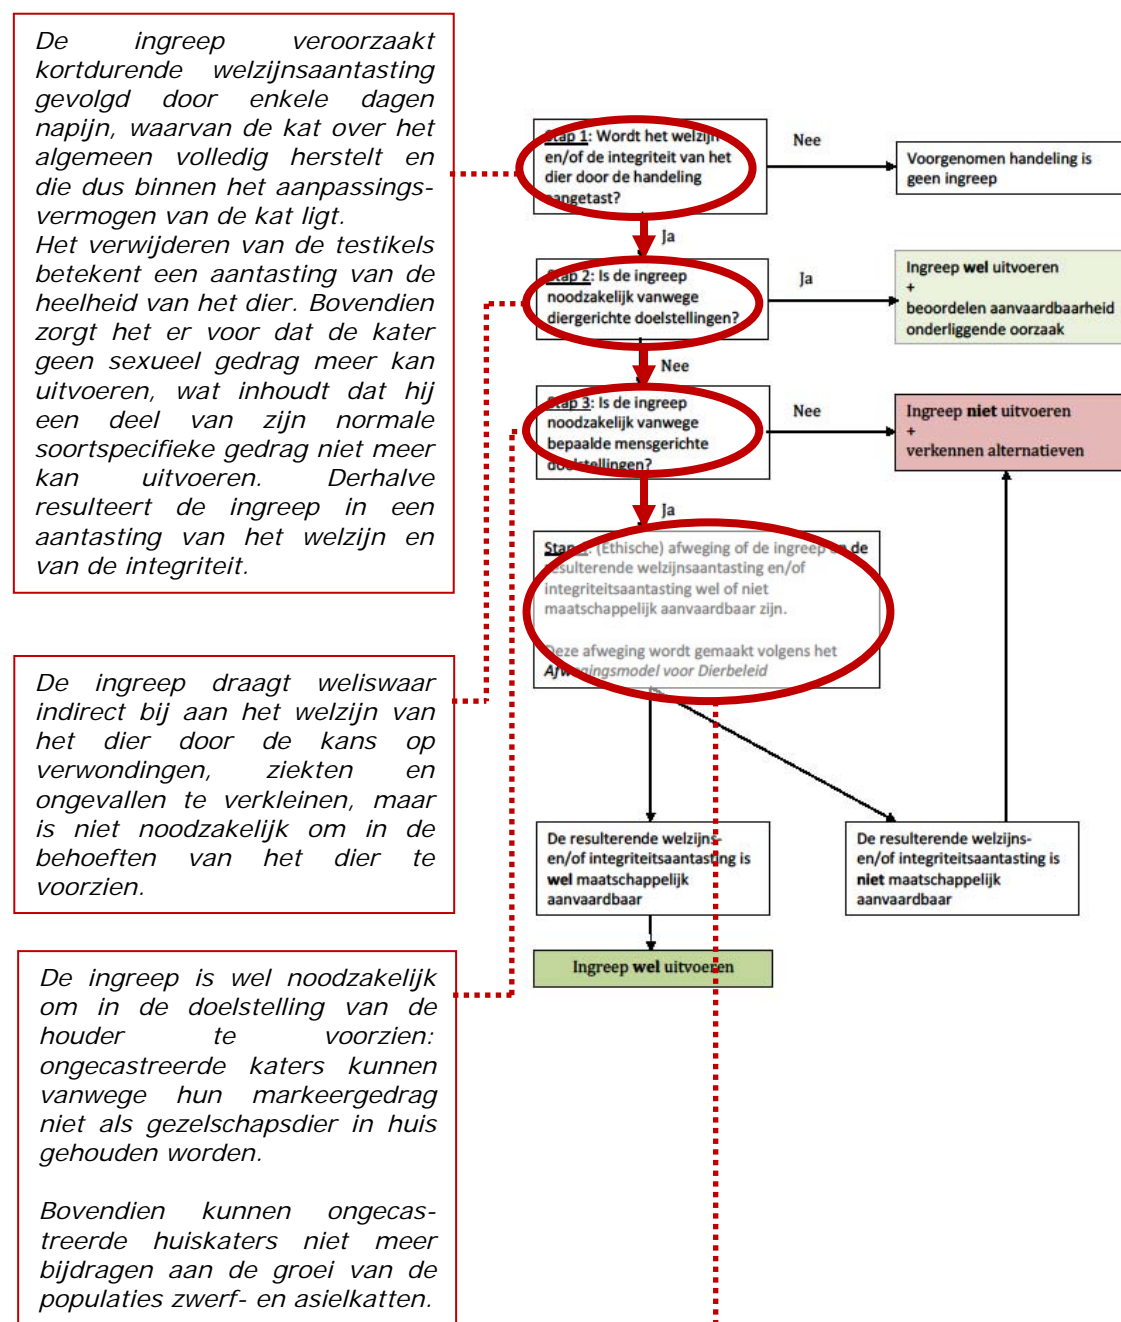 De ingreep veroorzaakt
kortdurende welzijnsaantasting
gevolgd door enkele dagen
napijn, waarvan de kat over het
algemeen volledig herstelt en
die dus binnen het aanpassings-
vermogen van de kat ligt.
Het verwijderen van de testikels
betekent een aantasting van de
heelheid van het dier. Bovendien
zorgt het er voor dat de kater
geen sexueel gedrag meer kan
uitvoeren, wat inhoudt dat hij
een deel van zijn normale
soortspecifieke gedrag niet meer
kan uitvoeren. Derhalve
resulteert de ingreep in een
aantasting van het welzijn en
van de integriteit.
De ingreep draagt weliswaar
indirect bij aan het welzijn van
het dier door de kans op
verwondingen, ziekten en
ongevallen te verkleinen, maar
is niet noodzakelijk om in de
behoeften van het dier te
voorzien.
De ingreep is wel noodzakelijk
om in de doelstelling van de
houder te voorzien:
ongecastreerde katers kunnen
vanwege hun markeergedrag
niet als gezelschapsdier in huis
gehouden worden.
Bovendien kunnen ongecas-
treerde huiskaters niet meer
bijdragen aan de groei van de
populaties zwerf- en asielkatten.
Stap 1: Wordt het welzijn
en/of de integriteit van het
dier door de handeling
aangetast?
Nee
Voorgenomen handeling is
geen ingreep
Ja
Stap 2: Is de ingreep
noodzakelijk vanwege
diergerichte doelstellingen?
Ja
Ingreep wel uitvoeren
+
beoordelen aanvaardbaarheid
onderliggende oorzaak
Nee
Stap 3: Is de ingreep
noodzakelijk vanwege
bepaalde mensgerichte
doelstellingen?
Nee
Ingreep niet uitvoeren
+
verkennen alternatieven
Ja
Stap : (Ethische) afweging of de ingreep en de
resulterende welzijnsaantasting en/of
integriteitsaantasting wel of niet
maatschappelijk aanvaardbaar zijn.
Deze afweging wordt gemaakt volgens het
Afwegingsmodel voor Dierbeleid
De resulterende welzijns-
en/of integriteitsaantasting is
wel maatschappelijk
aanvaardbaar
De resulterende welzijns-
en/of integriteitsaantasting is
niet maatschappelijk
aanvaardbaar
Ingreep wel uitvoeren